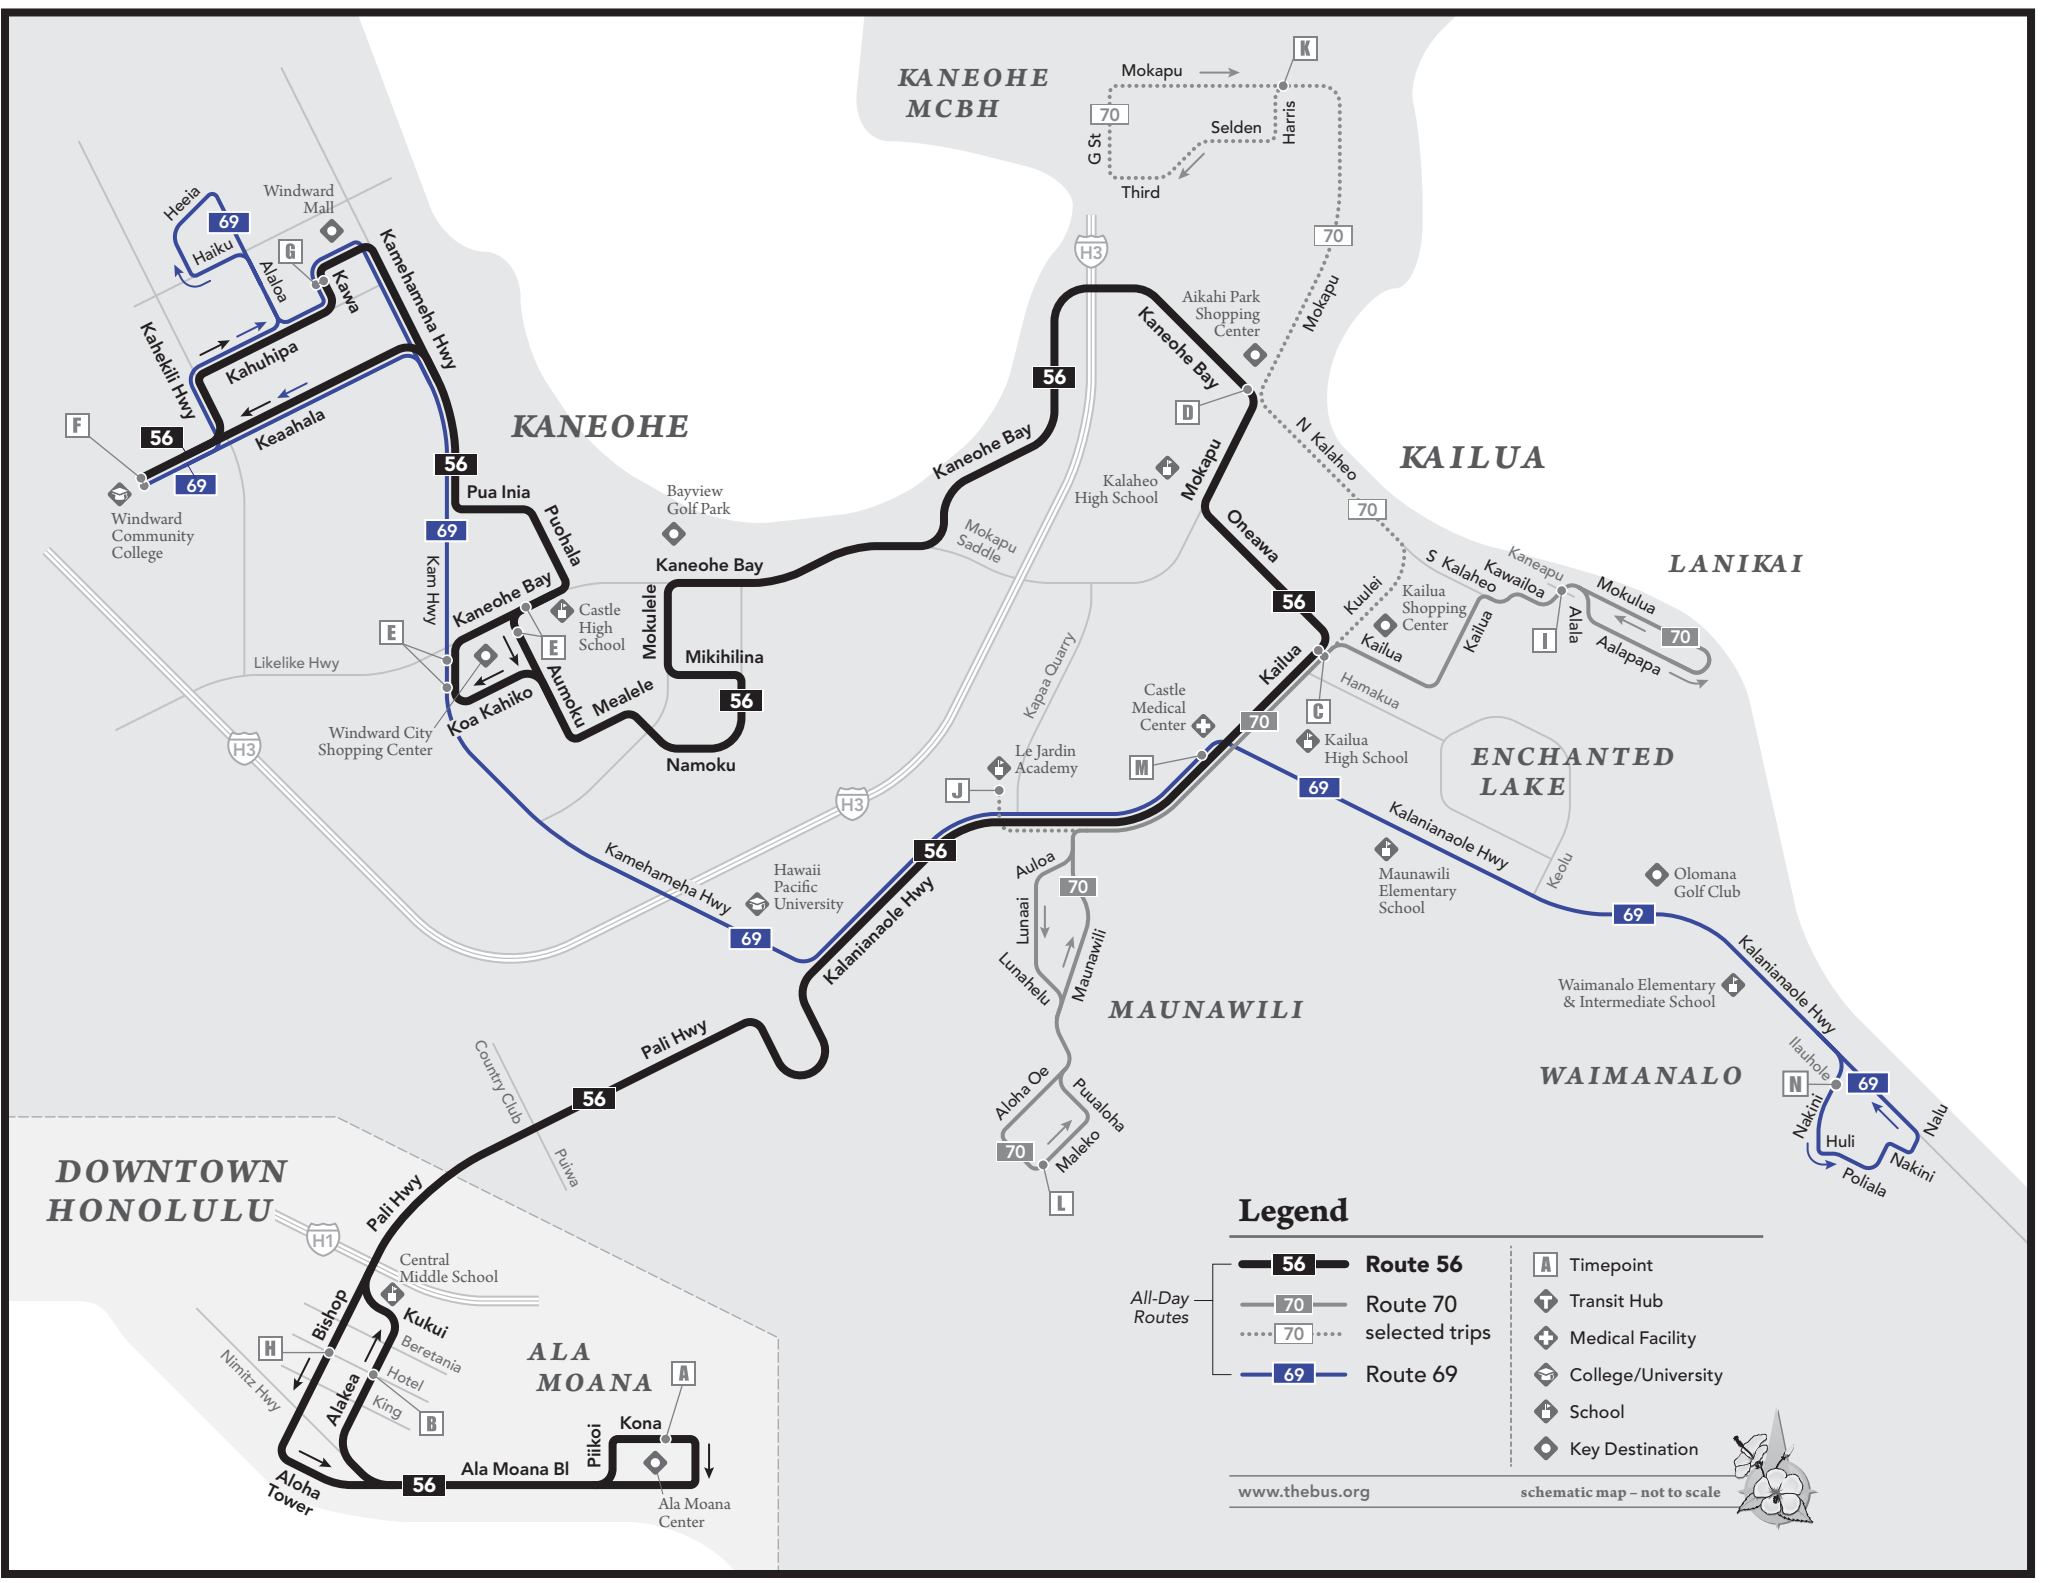 KANEOHE
MCBH
Mokapu
K
70
G St
Selden
Harris
Third
70
Mokapu
H3
Heeia
69
Haiku
Alaloa
Windward
Mall
G
Kawa
Kamehameha Hwy
Kahekili Hwy
Kahuhipa
Keaahala
F
56
69
Windward
Community
College
KANEOHE
56
Pua Inia
69
Puohala
Kam Hwy
Kaneohe Bay
Castle
High
School
E
E
Likelike Hwy
Aumoku
Koa Kahiko
Windward City
Shopping Center
H3
Bayview
Golf Park
Kaneohe Bay
Mokulele
Mikihilina
56
Mealele
Namoku
Kaneohe Bay
56
Mokapu
Saddle
Kaneohe Bay
Aikahi Park
Shopping
Center
D
Kalaheo
High School
Mokapu
Oneawa
56
N Kalaheo
70
KAILUA
Kuulei
Kailua
Shopping
Center
S Kalaheo
Kaneapu
Kawailoa
Kailua
Kailua
I
Alala
Mokulua
70
Aalapapa
LANIKAI
Kapaa Quarry
Kailua
Hamakua
C
Castle
Medical
Center
70
M
Kailua
High School
ENCHANTED
LAKE
Le Jardin
Academy
J
H3
69
Kalanianaole Hwy
Keolu
Maunawili
Elementary
School
Olomana
Golf Club
69
Kalanianaole Hwy
Waimanalo Elementary
& Intermediate School
WAIMANALO
Ilauhole
N
69
Nakini
Huli
Poliala
Nakini
Nalu
56
Kamehameha Hwy
Hawaii
Pacific
University
69
Kalanianaole Hwy
Auloa
70
Lunaai
Lunahelu
Maunawili
MAUNAWILI
Aloha Oe
Puualoha
70
Maleko
L
Pali Hwy
56
Country Club
Puiwa
DOWNTOWN
HONOLULU
Pali Hwy
H1
Central
Middle School
Bishop
Kukui
Beretania
H
Hotel
Nimitz Hwy
Alakea
King
B
Aloha
Tower
56
Ala Moana Bl
ALA
MOANA
A
Kona
Piikoi
Ala Moana
Center
Legend
All-Day
Routes
56
Route 56
70
Route 70
70
selected trips
69
Route 69
A
Timepoint
Transit Hub
Medical Facility
College/University
School
Key Destination
www.thebus.org
schematic map – not to scale